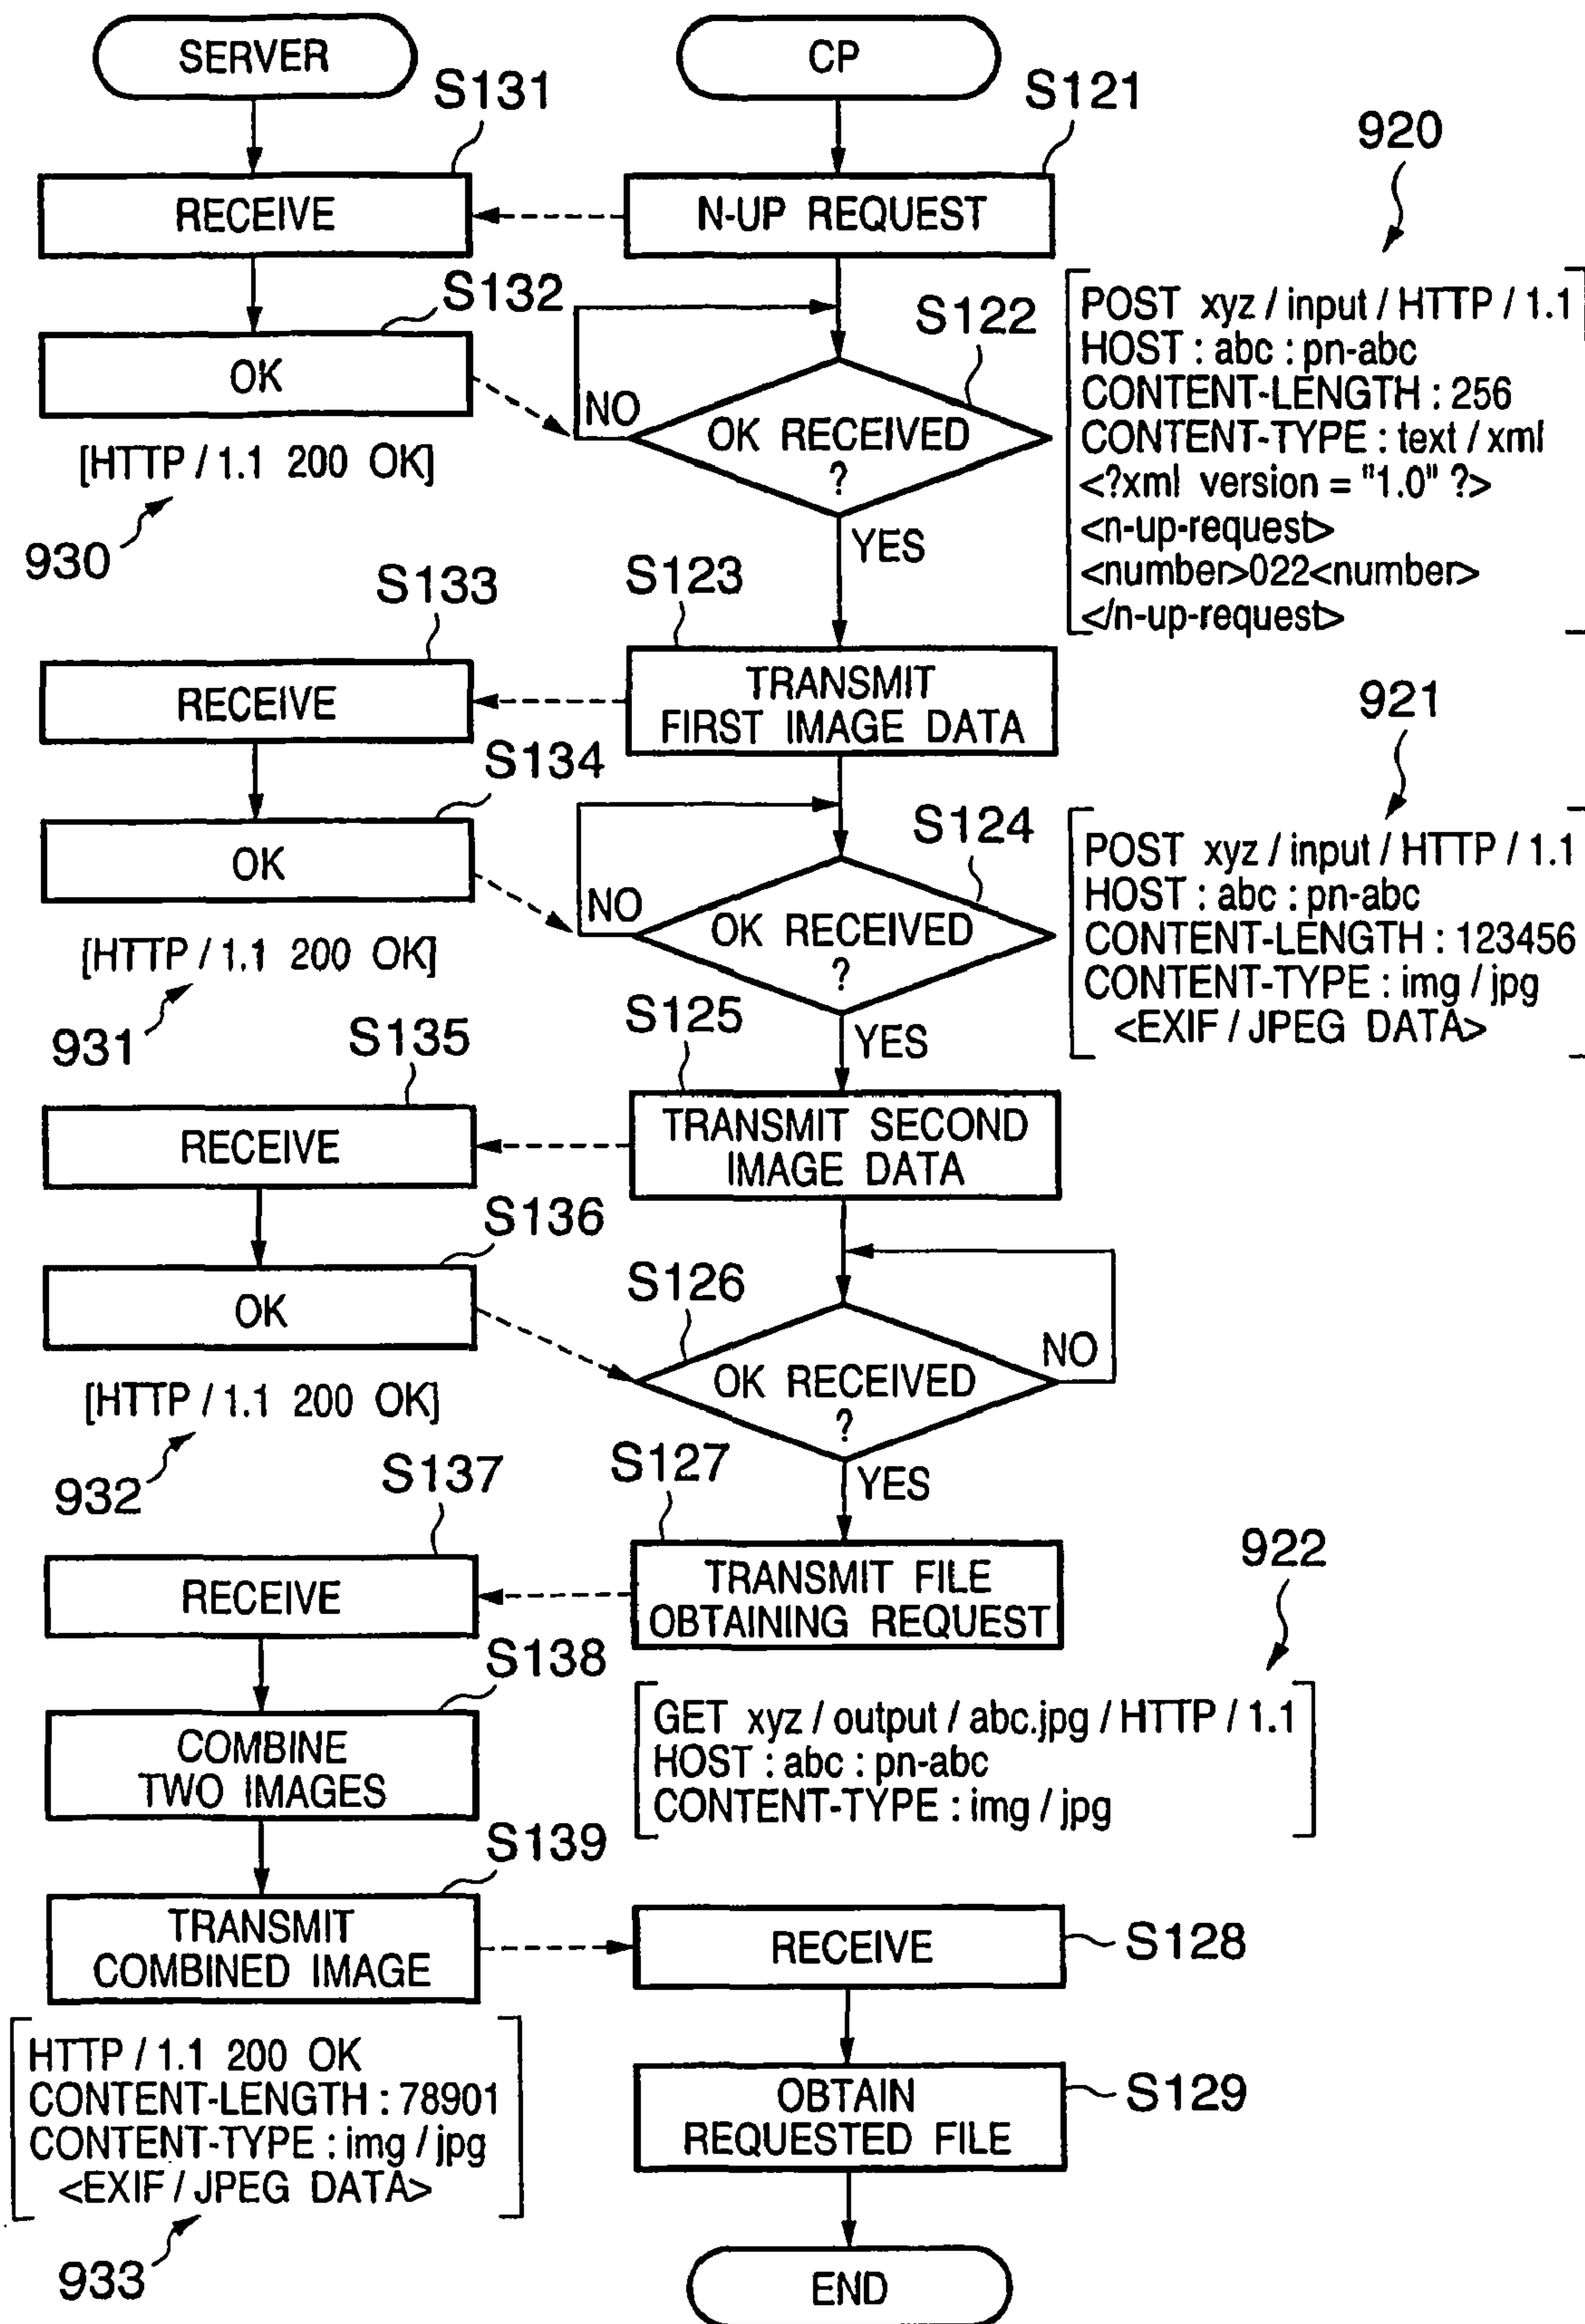 SERVER
CP
S131
S121
920
RECEIVE
N-UP REQUEST
S132
S122
POST xyz / input / HTTP / 1.1
HOST : abc : pn-abc
CONTENT-LENGTH : 256
CONTENT-TYPE : text / xml
<?xml version = "1.0" ?>
<n-up-request>
<number>022<number>
</n-up-request>
OK
NO
OK RECEIVED
?
[HTTP / 1.1 200 OK]
930
YES
S133
S123
RECEIVE
TRANSMIT
FIRST IMAGE DATA
921
S134
S124
POST xyz / input / HTTP / 1.1
HOST : abc : pn-abc
CONTENT-LENGTH : 123456
CONTENT-TYPE : img / jpg
<EXIF / JPEG DATA>
OK
NO
OK RECEIVED
?
[HTTP / 1.1 200 OK]
931
YES
S135
S125
RECEIVE
TRANSMIT SECOND
IMAGE DATA
S136
S126
OK
NO
OK RECEIVED
?
[HTTP / 1.1 200 OK]
932
YES
S137
S127
922
RECEIVE
TRANSMIT FILE
OBTAINING REQUEST
S138
GET xyz / output / abc.jpg / HTTP / 1.1
HOST : abc : pn-abc
CONTENT-TYPE : img / jpg
COMBINE
TWO IMAGES
S139
TRANSMIT
COMBINED IMAGE
RECEIVE
S128
HTTP / 1.1 200 OK
CONTENT-LENGTH : 78901
CONTENT-TYPE : img / jpg
<EXIF / JPEG DATA>
933
OBTAIN
REQUESTED FILE
S129
END